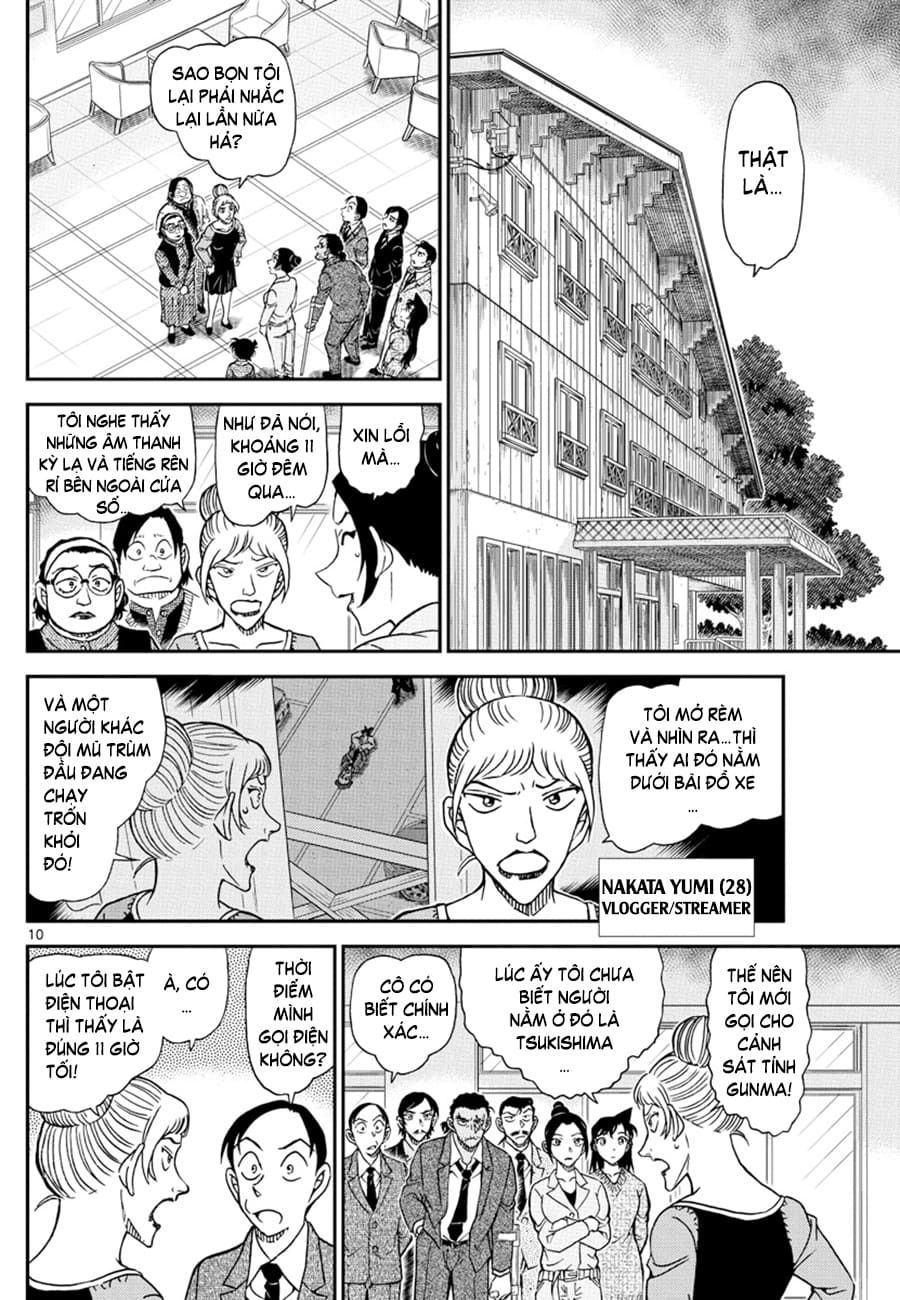 THẬT
LÀ...
SAO BỌN TÔI
LẠI PHẢI NHẮC
LẠI LẦN NỮA
HẢ?
XIN LỖI
MÀ...
NHƯ ĐÃ NÓI,
KHOẢNG 11
GIỜ ĐÊM
QUA...
TÔI NGHE THẤY
NHỮNG ÂM THANH
KỲ LẠ VÀ TIẾNG RÊN
RỈ BÊN NGOÀI CỬA
SỔ...
TÔI MỞ RÈM
VÀ NHÌN RA...THÌ
THẤY AI ĐÓ NẰM
DƯỚI BÃI ĐỖ XE
...
NAKATA YUMI (28)
VLOGGER/STREAMER
VÀ MỘT
NGƯỜI KHÁC
ĐỘI MŨ TRÙM
ĐẦU ĐANG
CHẠY
TRỐN
KHỎI
ĐÓ!
10
THẾ NÊN
TÔI MỚI
GỌI CHO
CẢNH
SÁT TỈNH
GUNMA!
LÚC ẤY TÔI CHƯA
BIẾT NGƯỜI
NẰM Ở ĐÓ LÀ
TSUKISHIMA
...
CÔ CÓ
BIẾT CHÍNH
XÁC...
THỜI
ĐIỂM
MÌNH
GỌI ĐIỆN
KHÔNG?
À, CÓ
...
LÚC TÔI BẬT
ĐIỆN THOẠI
THÌ THẤY LÀ
ĐÚNG 11 GIỜ
TỐI!